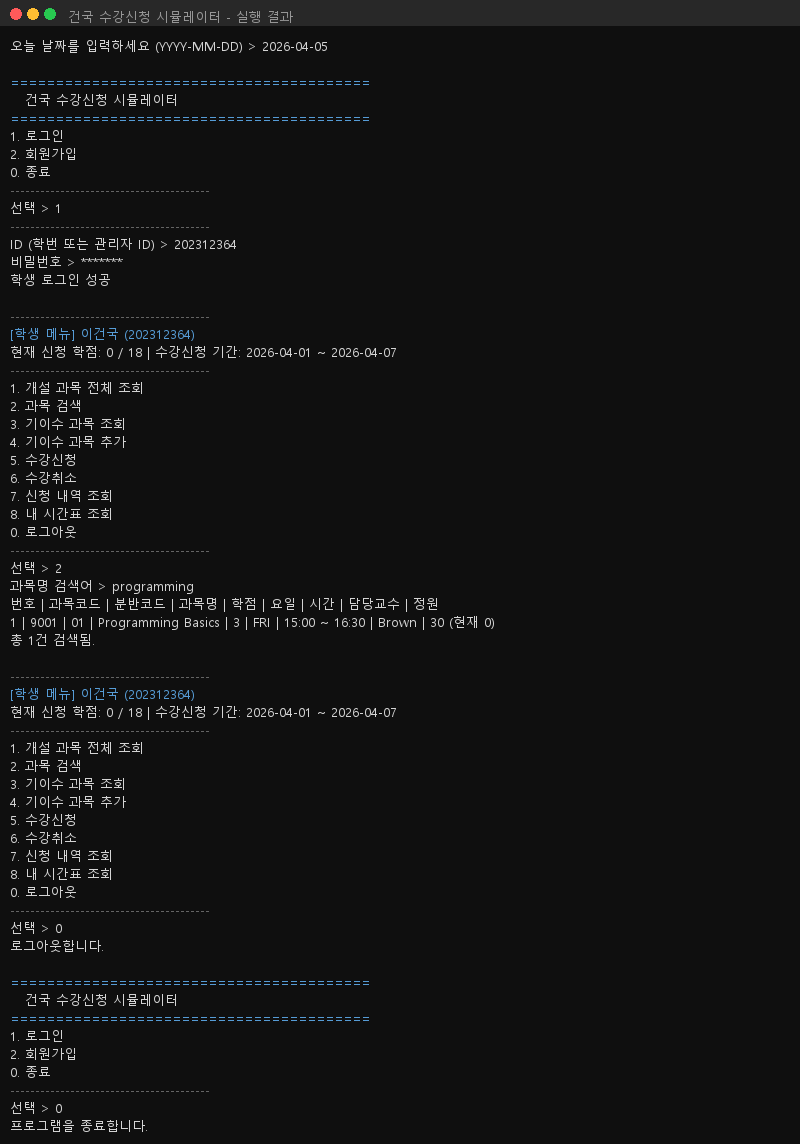 건국 수강신청 시뮬레이터 - 실행 결과
오늘 날짜를 입력하세요 (YYYY-MM-DD) > 2026-04-05
========================================
건국 수강신청 시뮬레이터
========================================
1. 로그인
2. 회원가입
0. 종료
----------------------------------------
선택 > 1
----------------------------------------
ID (학번 또는 관리자 ID) > 202312364
비밀번호 > *******
학생 로그인 성공
----------------------------------------
[학생 메뉴] 이건국 (202312364)
현재 신청 학점: 0 / 18 | 수강신청 기간: 2026-04-01 ~ 2026-04-07
----------------------------------------
1. 개설 과목 전체 조회
2. 과목 검색
3. 기이수 과목 조회
4. 기이수 과목 추가
5. 수강신청
6. 수강취소
7. 신청 내역 조회
8. 내 시간표 조회
0. 로그아웃
----------------------------------------
선택 > 2
과목명 검색어 > programming
번호 | 과목코드 | 분반코드 | 과목명 | 학점 | 요일 | 시간 | 담당교수 | 정원
1 | 9001 | 01 | Programming Basics | 3 | FRI | 15:00 ~ 16:30 | Brown | 30 (현재 0)
총 1건 검색됨.
----------------------------------------
[학생 메뉴] 이건국 (202312364)
현재 신청 학점: 0 / 18 | 수강신청 기간: 2026-04-01 ~ 2026-04-07
----------------------------------------
1. 개설 과목 전체 조회
2. 과목 검색
3. 기이수 과목 조회
4. 기이수 과목 추가
5. 수강신청
6. 수강취소
7. 신청 내역 조회
8. 내 시간표 조회
0. 로그아웃
----------------------------------------
선택 > 0
로그아웃합니다.
========================================
건국 수강신청 시뮬레이터
========================================
1. 로그인
2. 회원가입
0. 종료
----------------------------------------
선택 > 0
프로그램을 종료합니다.